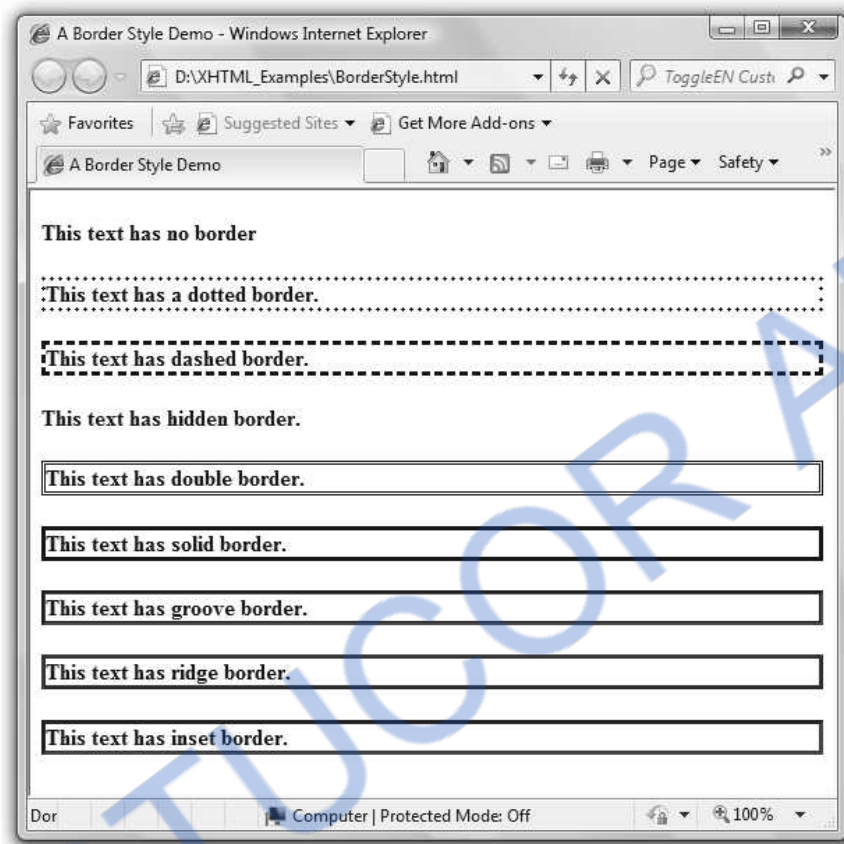 A Border Style Demo - Windows Internet Explorer
D:\XHTML_Examples\BorderStyle.html ToggleEN Custo
Favorites Suggested Sites Get More Add-ons
A Border Style Demo Page Safety »
This text has no border
This text has a dotted border.
This text has dashed border.
This text has hidden border.
This text has double border.
This text has solid border.
This text has groove border.
This text has ridge border.
This text has inset border.
Dor Computer | Protected Mode: Off 100%
TUCOR A